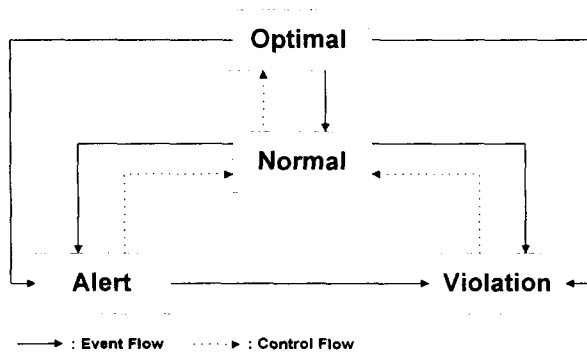 Optimal
Normal
Alert
Violation
: Event Flow : Control Flow